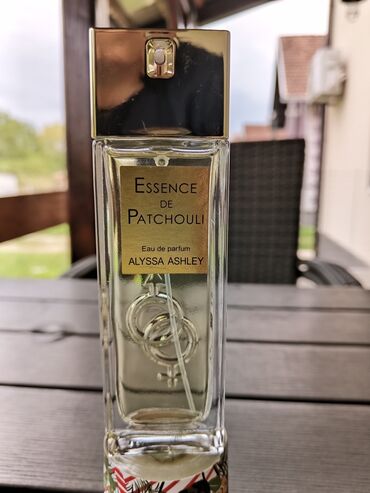 ESSENCE
DE
PATCHOULI
Eau de parfum
ALYSSA ASHLEY